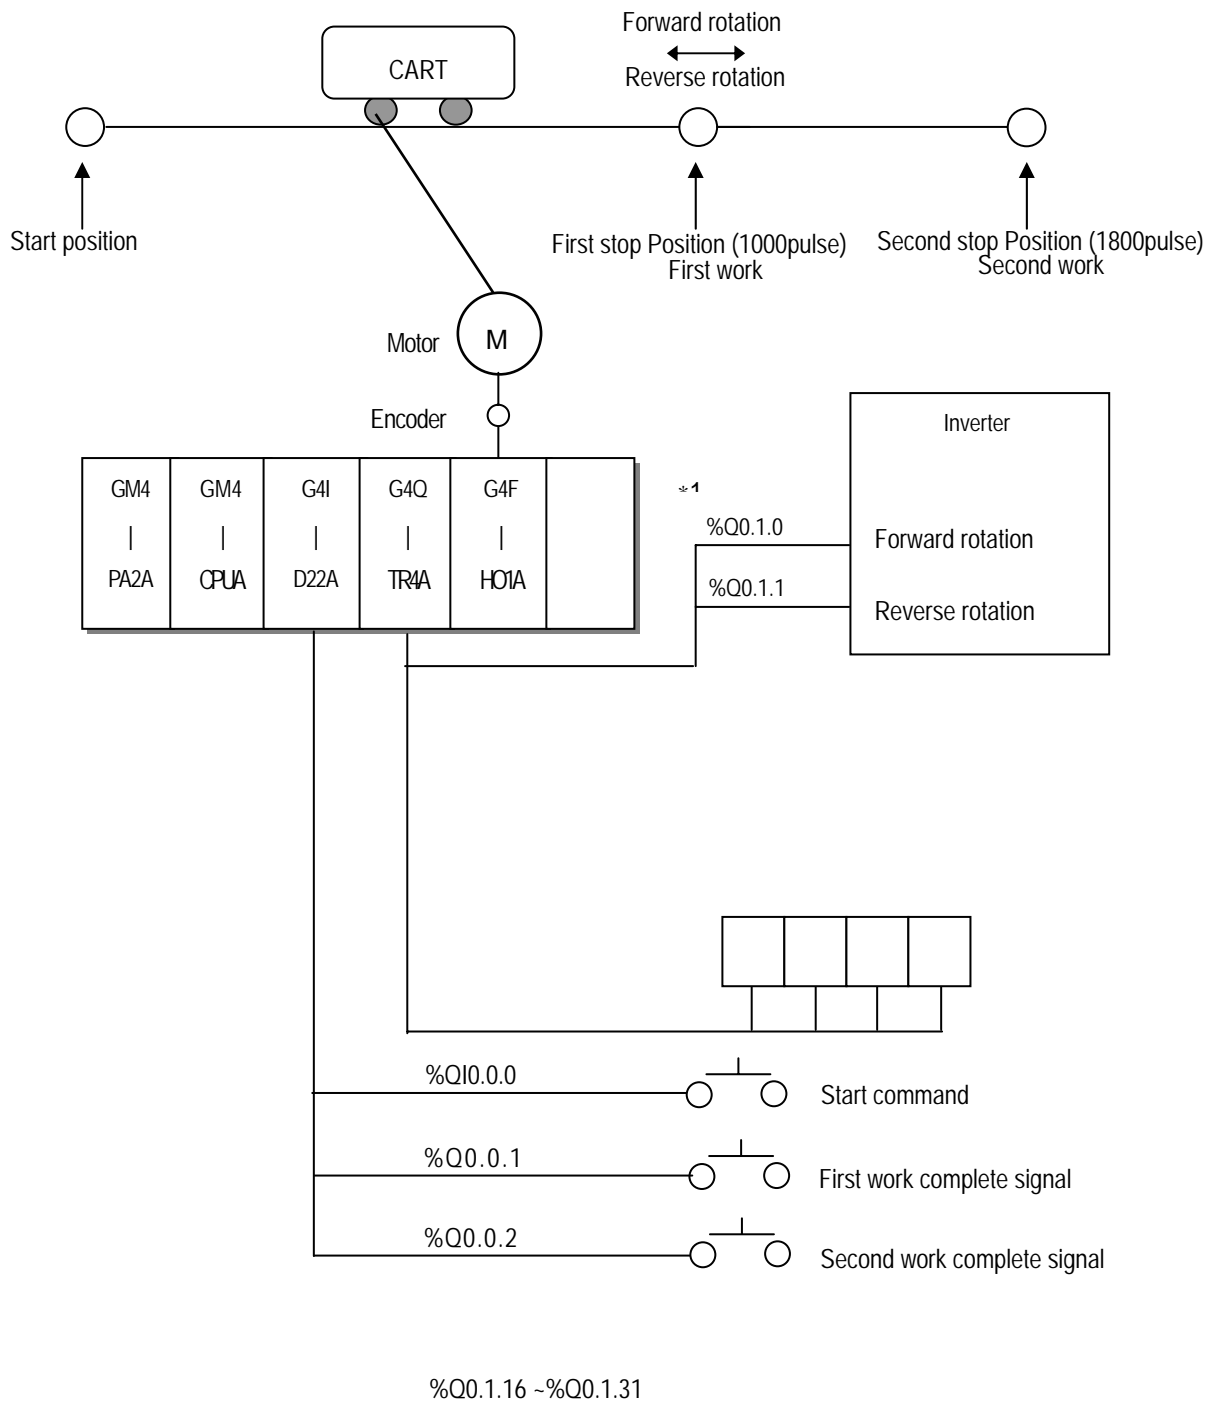 Forward rotation
CART
Reverse rotation
Start position
First stop Position (1000pulse)
First work
Second stop Position (1800pulse)
Second work
Motor
M
Encoder
Inverter
GM4
|
PA2A
GM4
|
CPUA
G4I
|
D22A
G4Q
|
TR4A
G4F
|
HO1A
*1
%Q0.1.0
Forward rotation
%Q0.1.1
Reverse rotation
%QI0.0.0
Start command
%Q0.0.1
First work complete signal
%Q0.0.2
Second work complete signal
%Q0.1.16 ~%Q0.1.31